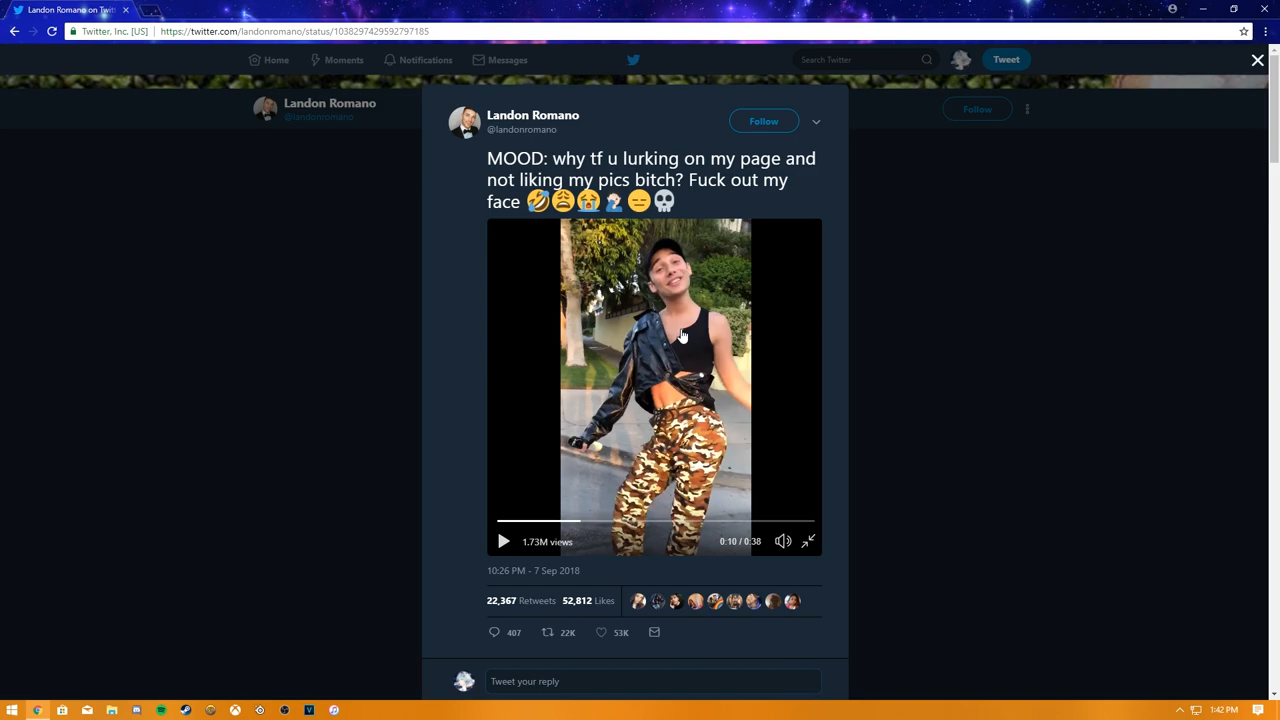 Landon Romano on Twit
Twitter, Inc. [US]
https://twitter.com/landonromano/status/1038297429592797185
Home
Moments
Notifications
Messages
Search Twitter
Tweet
Landon Romano
@landonromano
Follow
Landon Romano
@landonromano
Follow
MOOD: why tf u lurking on my page and
not liking my pics bitch? Fuck out my
face 🤣😩😭🤦🏻‍♂️😑💀
1.73M views
0:10 / 0:38
10:26 PM - 7 Sep 2018
22,367 Retweets 52,812 Likes
407
22K
53K
Tweet your reply
1:42 PM